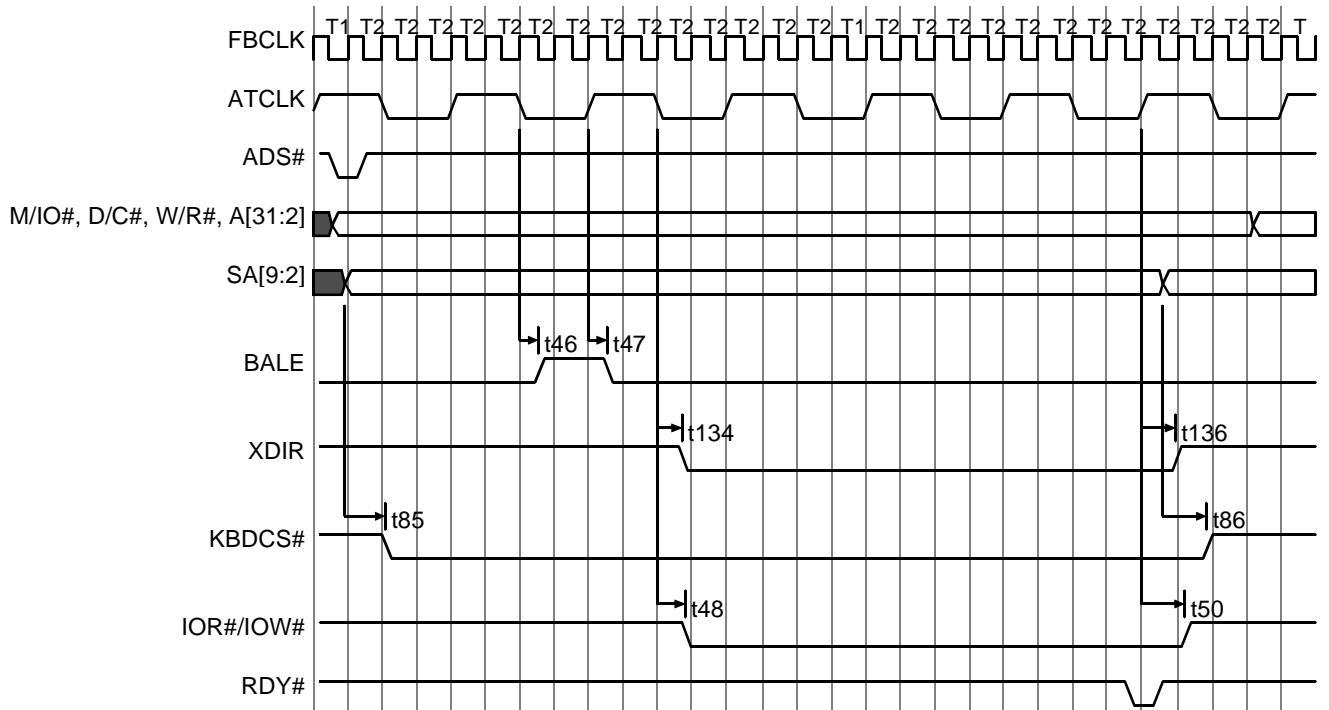 T1 T2 T2 T2 T2 T2 T2 T2 T2 T2 T2 T2 T2 T2 T2 T1 T2 T2 T2 T2 T2 T2 T2 T2 T2 T2 T2 T2 T
FBCLK
ATCLK
ADS#
M/IO#, D/C#, W/R#, A[31:2]
SA[9:2]
t46 t47
BALE
t134 t136
XDIR
t85 t86
KBDCS#
t48 t50
IOR#/IOW#
RDY#